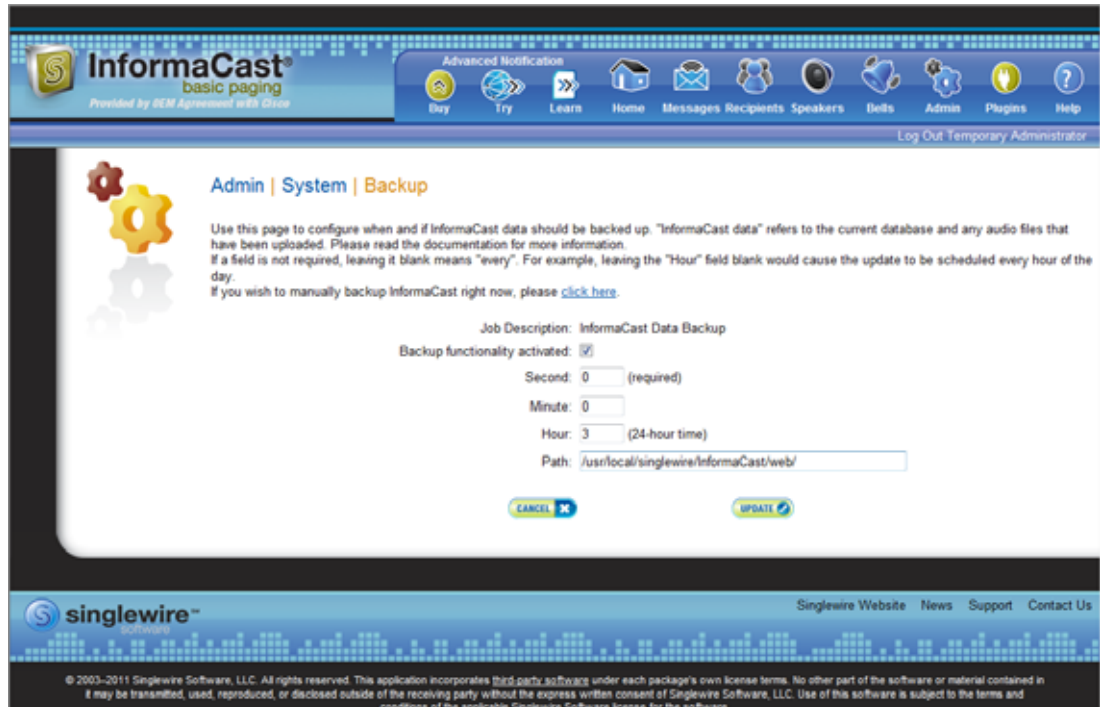 InformaCast®
basic paging
Provided by OEM Agreement with Cisco
Advanced Notification
Buy Try Learn Home Messages Recipients Speakers Bells Admin Plugins Help
Log Out Temporary Administrator
Admin | System | Backup
Use this page to configure when and if InformaCast data should be backed up. "InformaCast data" refers to the current database and any audio files that
have been uploaded. Please read the documentation for more information.
If a field is not required, leaving it blank means "every". For example, leaving the "Hour" field blank would cause the update to be scheduled every hour of the
day.
If you wish to manually backup InformaCast right now, please click here.
Job Description: InformaCast Data Backup
Backup functionality activated:
Second: 0 (required)
Minute: 0
Hour: 3 (24-hour time)
Path: /usr/local/singlewire/InformaCast/web/
CANCEL UPDATE
singlewire℠
software
Singlewire Website News Support Contact Us
© 2003–2011 Singlewire Software, LLC. All rights reserved. This application incorporates third-party software under each package's own license terms. No other part of the software or material contained in
it may be transmitted, used, reproduced, or disclosed outside of the receiving party without the express written consent of Singlewire Software, LLC. Use of this software is subject to the terms and
conditions of the applicable Singlewire Software license for the software.